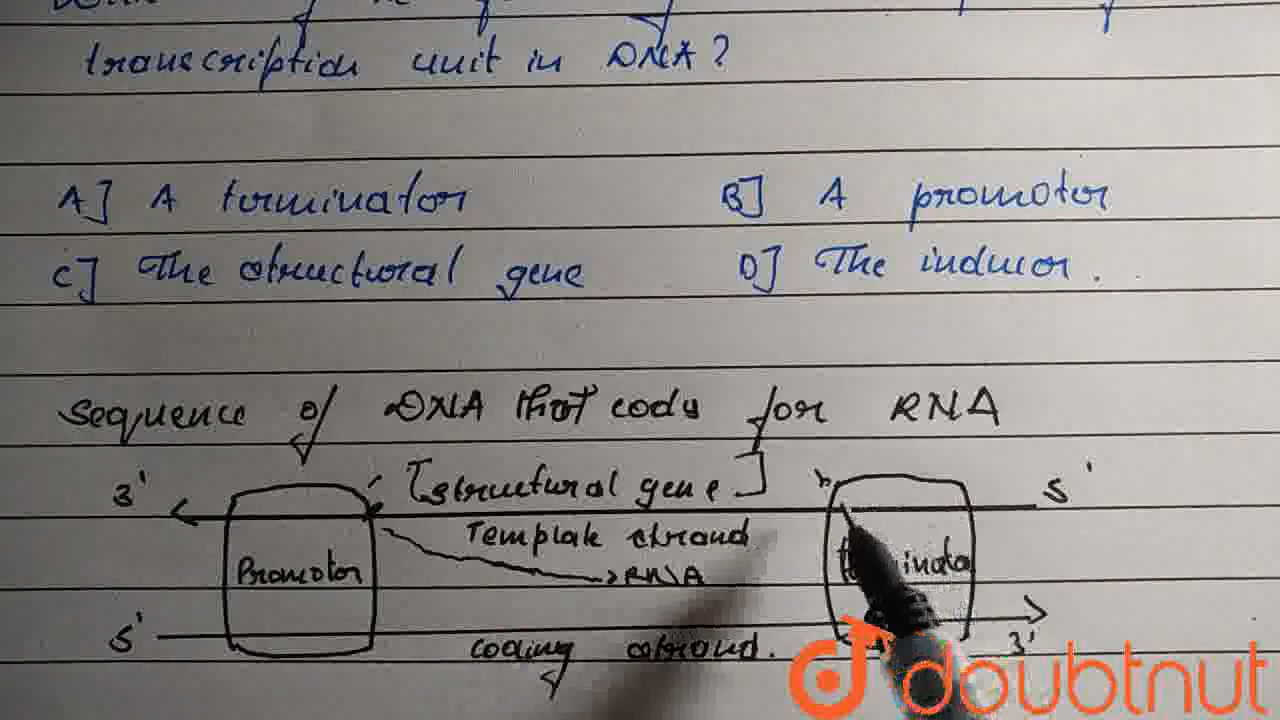 transcription unit in DNA?
A] A terminator B] A promotor
C] The structural gene D] The inducor.
Sequence of DNA that codes for RNA
3' [structural gene] 5'
Template strand
Promotor → RNA
5' coding strand. 3'
doubtnut